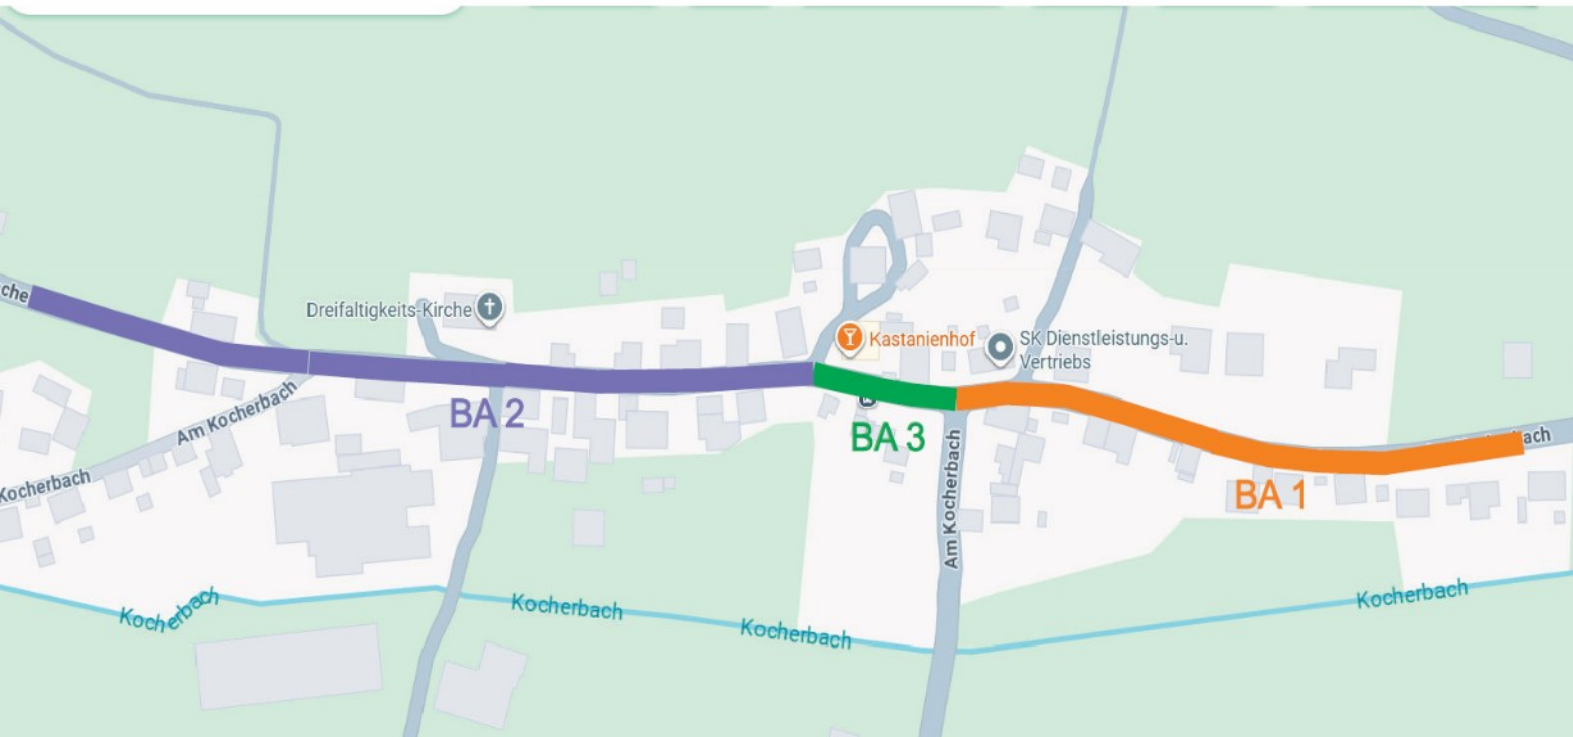 che
Dreifaltigkeits-Kirche
Kastanienhof
SK Dienstleistungs-u.
Vertriebs
BA 2
BA 3
BA 1
Am Kocherbach
Kocherbach
Am Kocherbach
ach
Kocherbach
Kocherbach
Kocherbach
Kocherbach